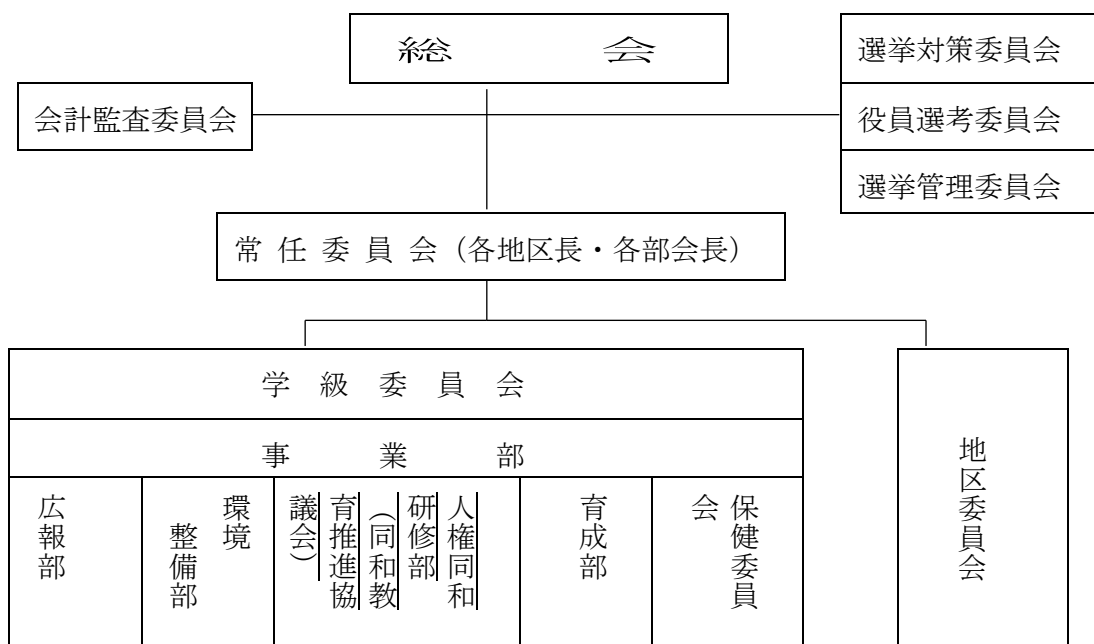 総会
選挙対策委員会
会計監査委員会
役員選考委員会
選挙管理委員会
常任委員会（各地区長・各部会長）
学級委員会
事業部
広報部
環境
整備部
人権同和
研修部
（同和教
育推進協
議会）
育成部
保健委員
会
地区委員会